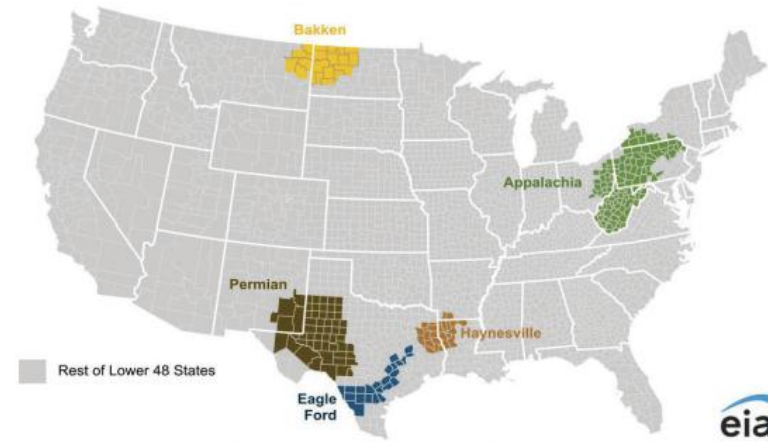 Bakken
Appalachia
Permian
Haynesville
Rest of Lower 48 States
Eagle
Ford
eia